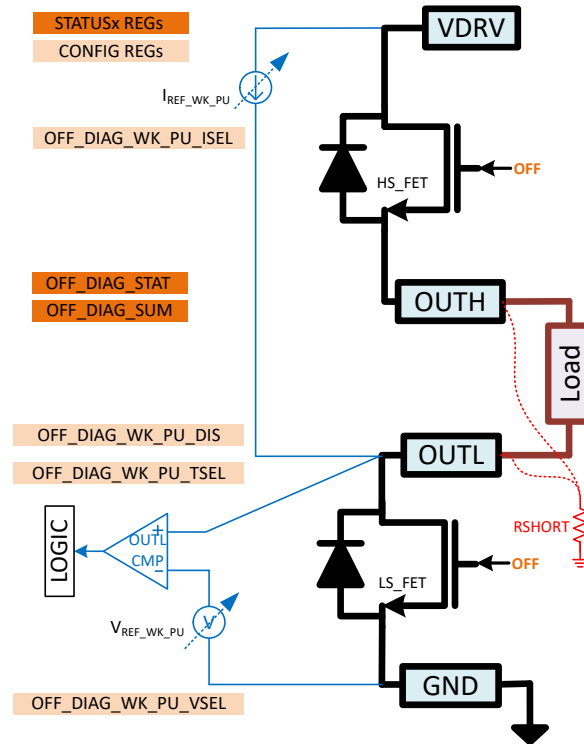 STATUSx REGs
VDRV
CONFIG REGs
IREF_WK_PU
OFF_DIAG_WK_PU_ISEL
OFF
HS_FET
OFF_DIAG_STAT
OUTH
OFF_DIAG_SUM
Load
OFF_DIAG_WK_PU_DIS
OUTL
OFF_DIAG_WK_PU_TSEL
RSHORT
LOGIC
+
OUTL
CMP
−
OFF
LS_FET
V
VREF_WK_PU
GND
OFF_DIAG_WK_PU_VSEL